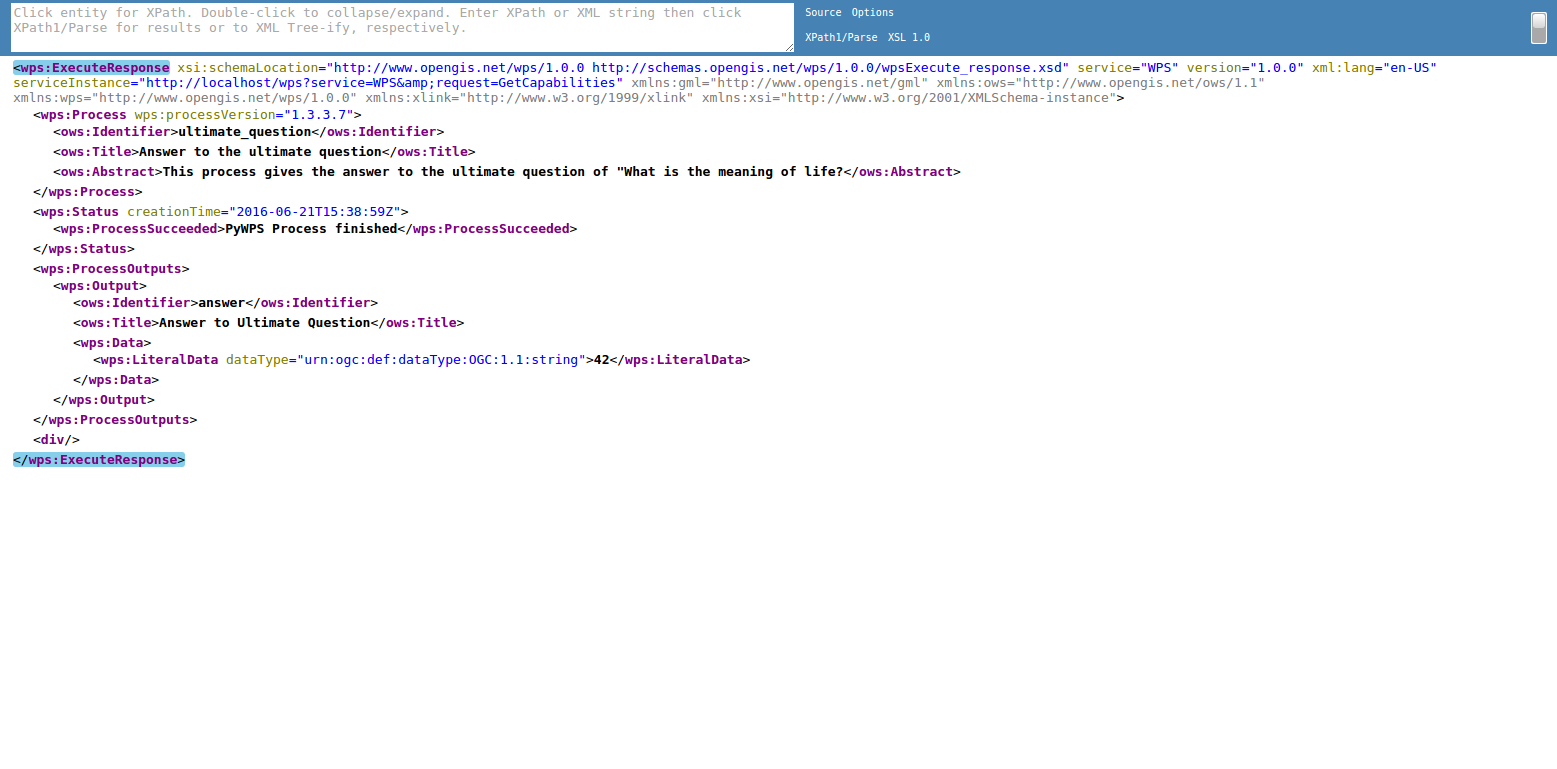 Click entity for XPath. Double-click to collapse/expand. Enter XPath or XML string then click
XPath1/Parse for results or to XML Tree-ify, respectively.
Source Options
XPath1/Parse XSL 1.0
<wps:ExecuteResponse xsi:schemaLocation="http://www.opengis.net/wps/1.0.0 http://schemas.opengis.net/wps/1.0.0/wpsExecute_response.xsd" service="WPS" version="1.0.0" xml:lang="en-US"
serviceInstance="http://localhost/wps?service=WPS&amp;request=GetCapabilities" xmlns:gml="http://www.opengis.net/gml" xmlns:ows="http://www.opengis.net/ows/1.1"
xmlns:wps="http://www.opengis.net/wps/1.0.0" xmlns:xlink="http://www.w3.org/1999/xlink" xmlns:xsi="http://www.w3.org/2001/XMLSchema-instance">
<wps:Process wps:processVersion="1.3.3.7">
<ows:Identifier>ultimate_question</ows:Identifier>
<ows:Title>Answer to the ultimate question</ows:Title>
<ows:Abstract>This process gives the answer to the ultimate question of "What is the meaning of life?</ows:Abstract>
</wps:Process>
<wps:Status creationTime="2016-06-21T15:38:59Z">
<wps:ProcessSucceeded>PyWPS Process finished</wps:ProcessSucceeded>
</wps:Status>
<wps:ProcessOutputs>
<wps:Output>
<ows:Identifier>answer</ows:Identifier>
<ows:Title>Answer to Ultimate Question</ows:Title>
<wps:Data>
<wps:LiteralData dataType="urn:ogc:def:dataType:OGC:1.1:string">42</wps:LiteralData>
</wps:Data>
</wps:Output>
</wps:ProcessOutputs>
<div/>
</wps:ExecuteResponse>